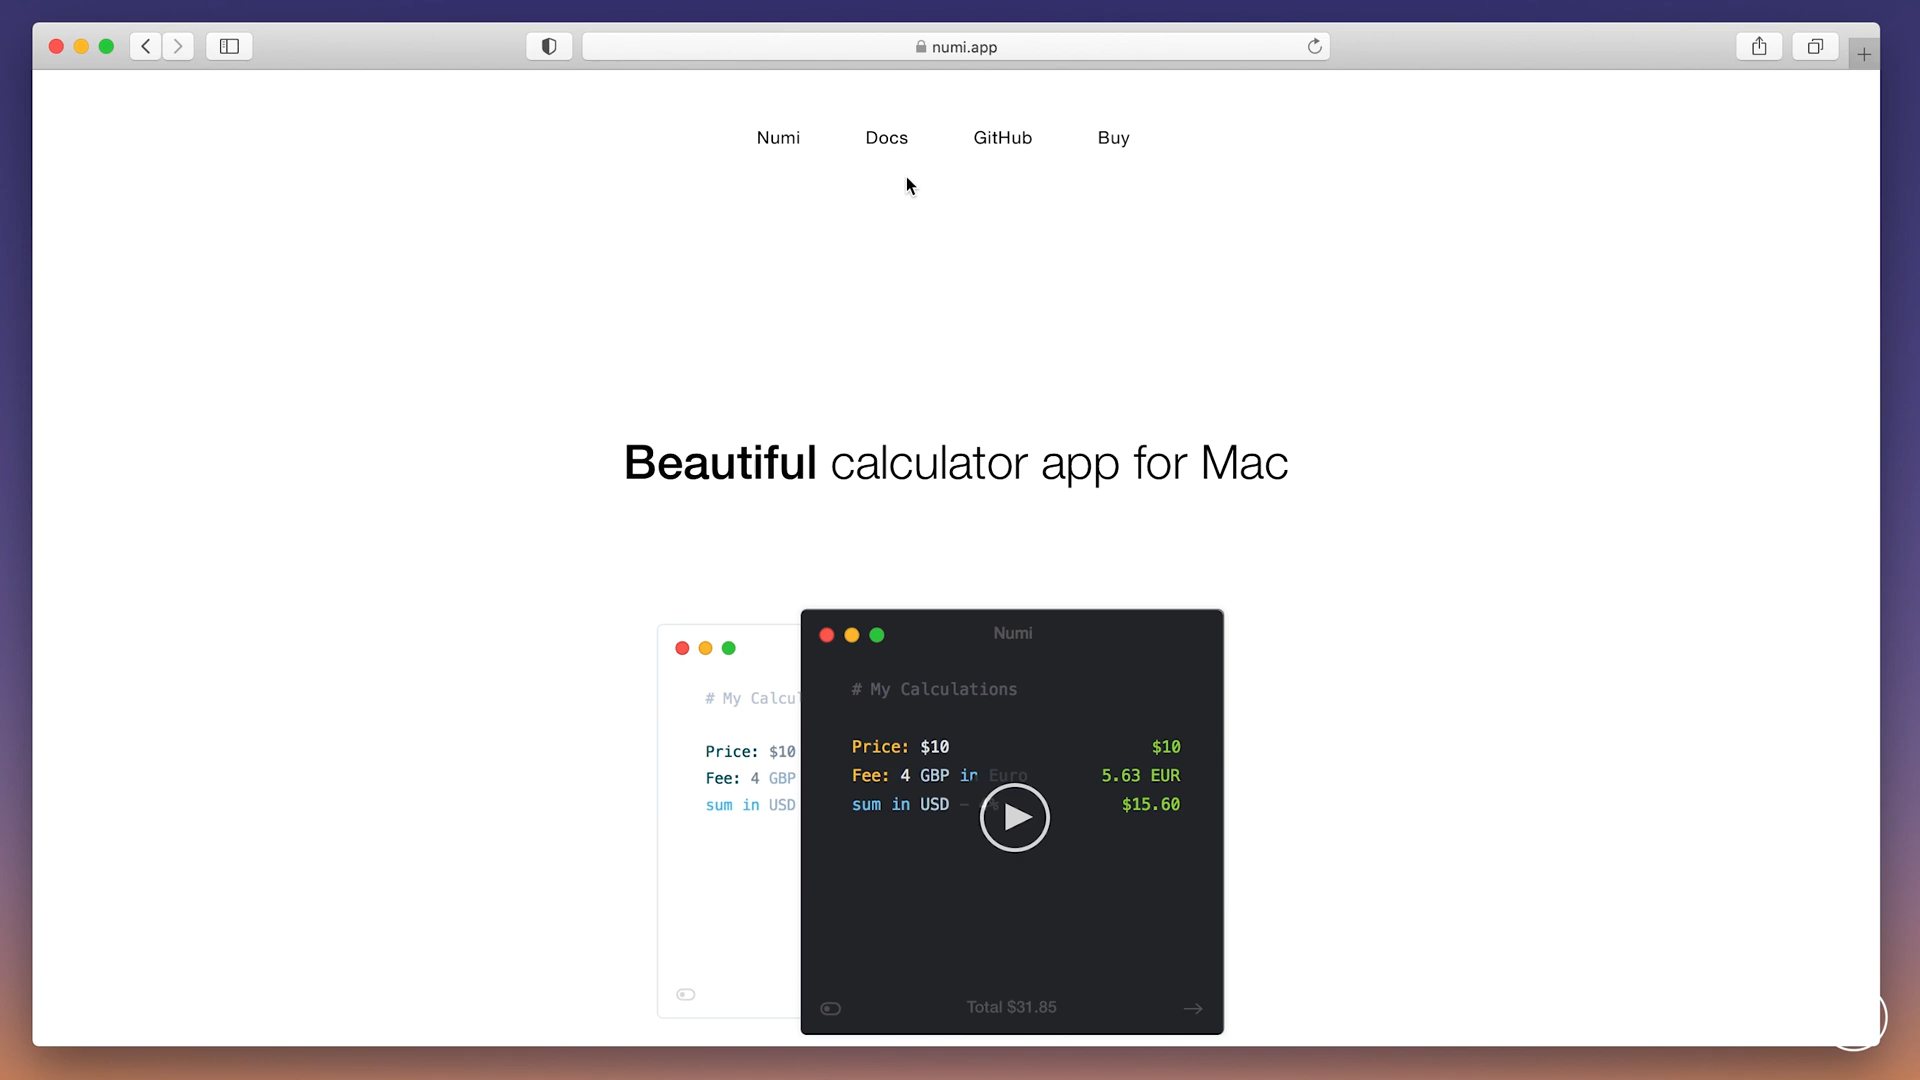 numi.app
Numi Docs GitHub Buy
Beautiful calculator app for Mac
Numi
# My Calcul
# My Calculations
Price: $10
Fee: 4 GBP
sum in USD
Price: $10 $10
Fee: 4 GBP in Euro 5.63 EUR
sum in USD – $15.60
Total $31.85